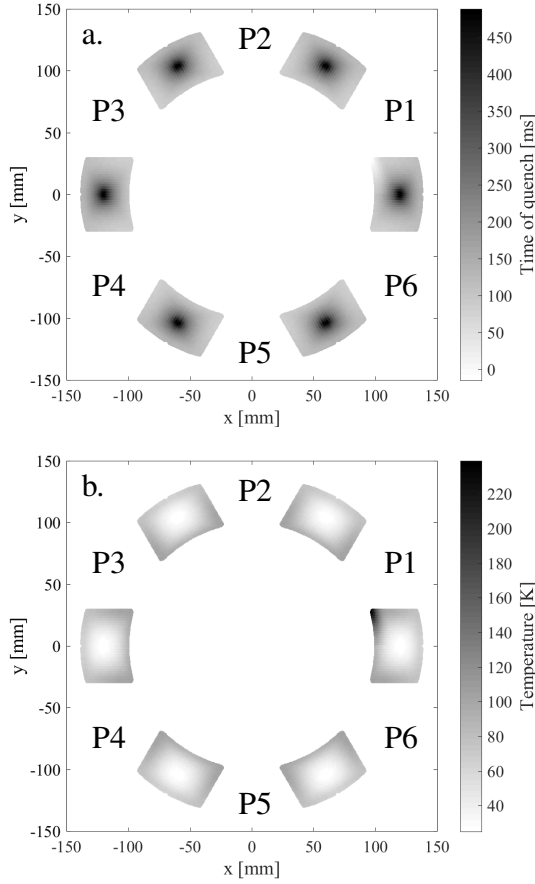 a.
P2
P3
P1
P4
P6
P5
150
100
50
0
-50
-100
-150
y [mm]
-150 -100 -50 0 50 100 150
x [mm]
450
400
350
300
250
200
150
100
50
0
Time of quench [ms]
b.
P2
P3
P1
P4
P6
P5
150
100
50
0
-50
-100
-150
y [mm]
-150 -100 -50 0 50 100 150
x [mm]
220
200
180
160
140
120
100
80
60
40
Temperature [K]